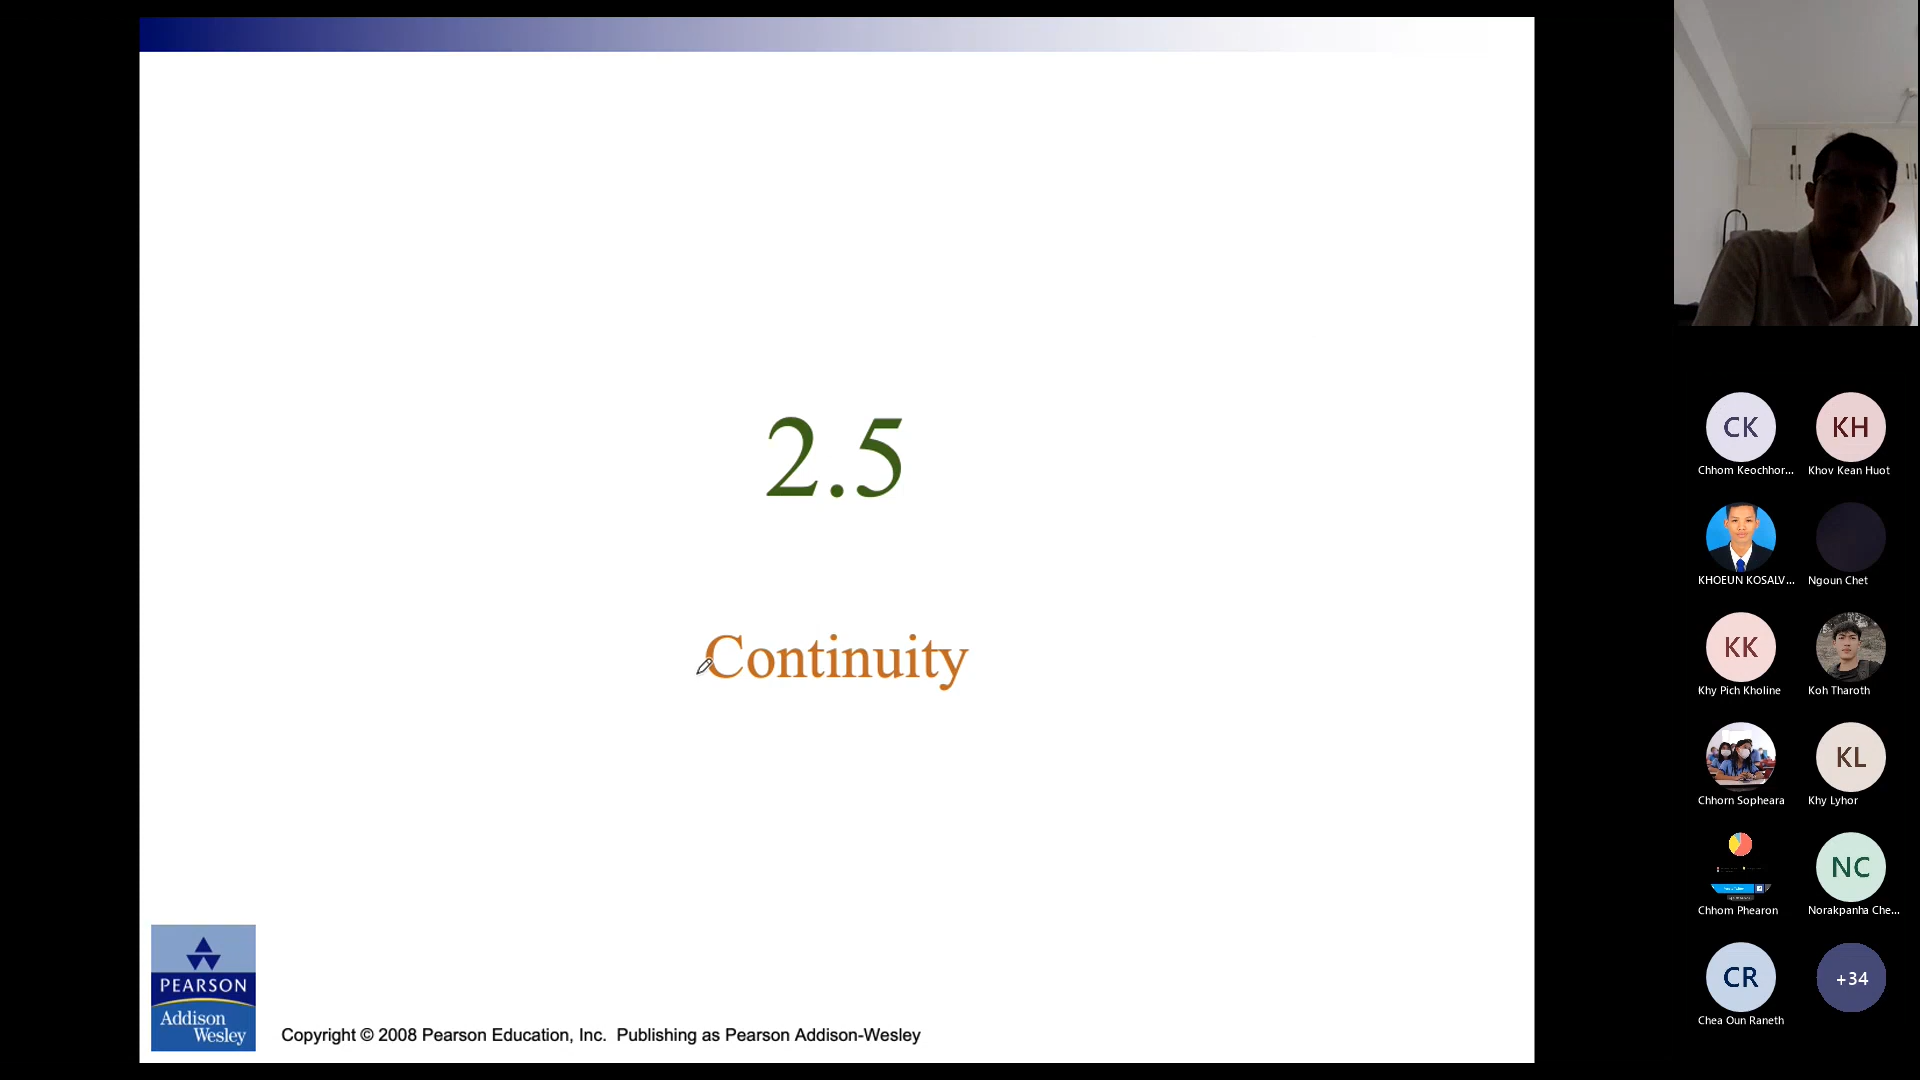 2.5
Continuity
PEARSON
Addison
Wesley
Copyright © 2008 Pearson Education, Inc. Publishing as Pearson Addison-Wesley
CK
KH
Chhom Keochhor...
Khov Kean Huot
KHOEUN KOSALV...
Ngoun Chet
KK
Khy Pich Kholine
Koh Tharoth
KL
Chhorn Sopheara
Khy Lyhor
NC
Chhom Phearon
Norakpanha Che...
CR
+34
Chea Oun Raneth